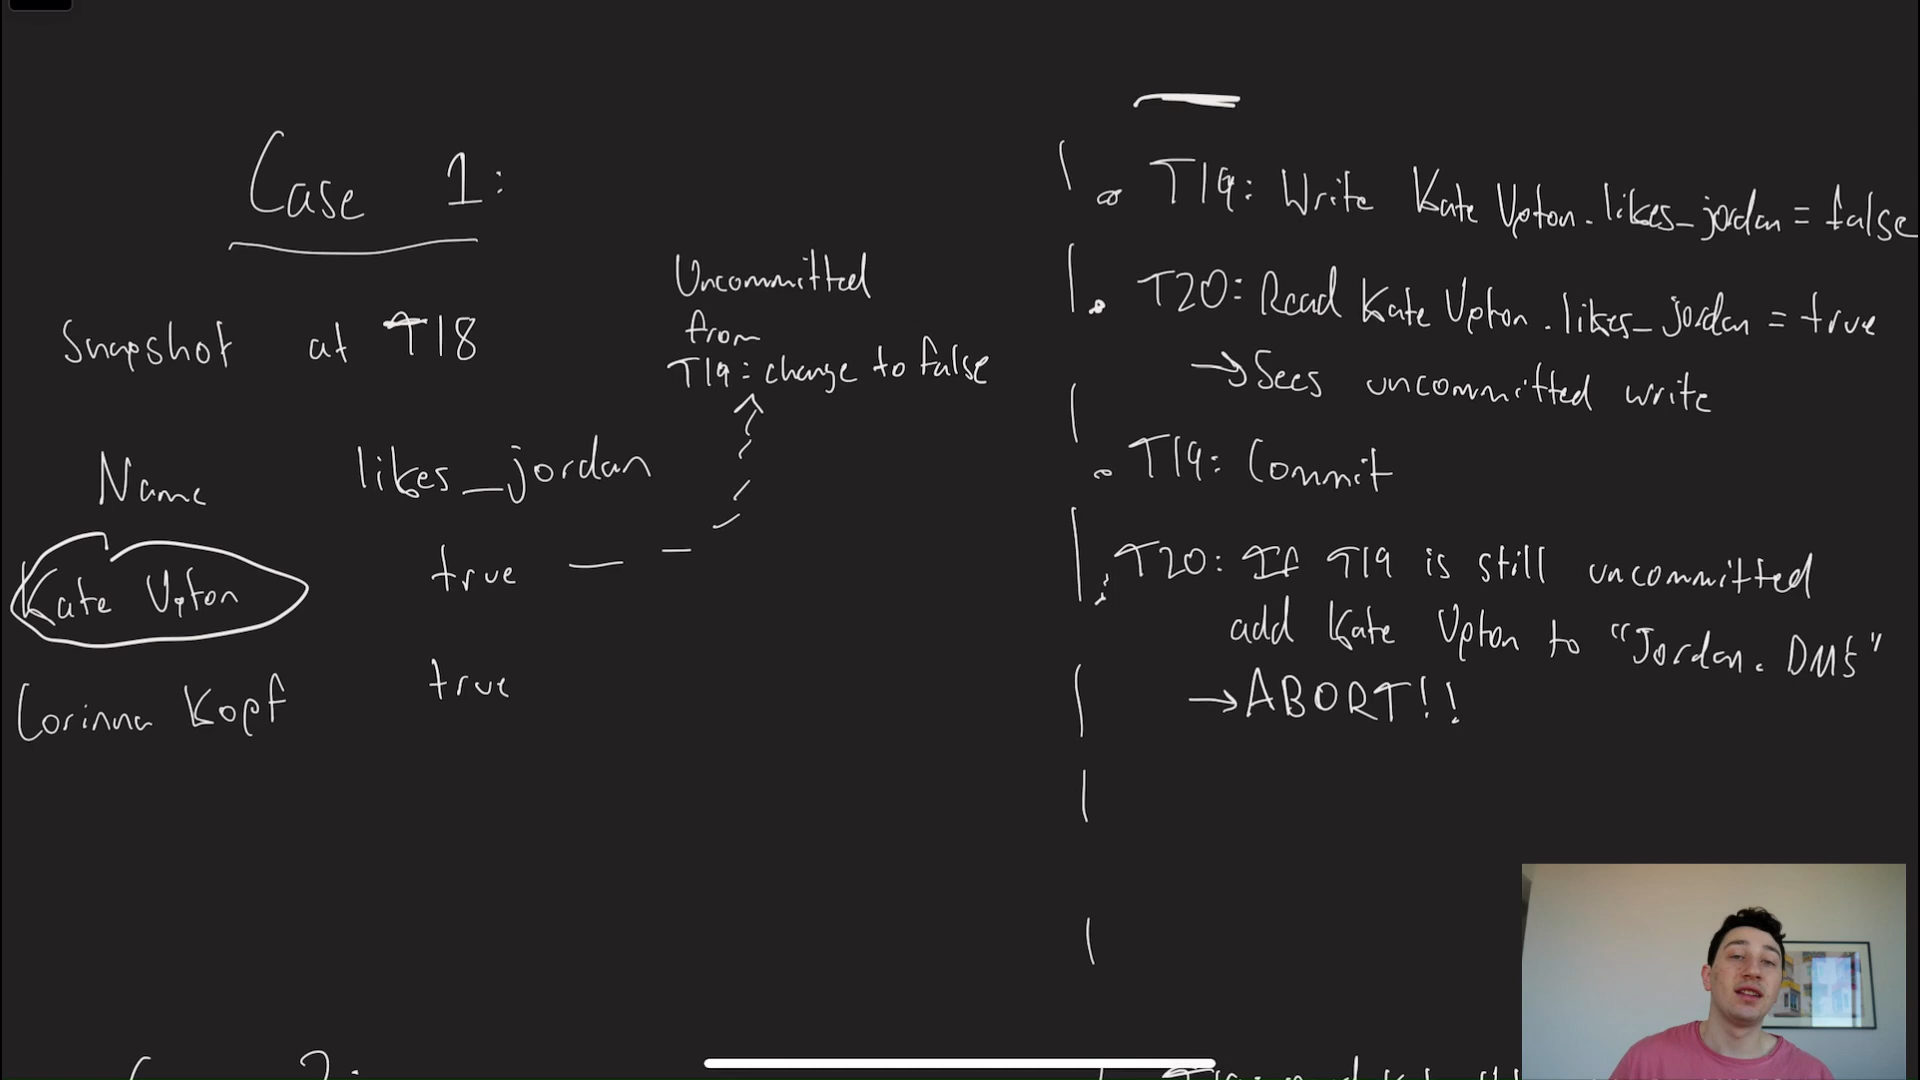 Case 1:
Snapshot at T18
Uncommitted
from
T19: change to false
Name likes_jordan
Kate Upton true
Corinna Kopf true
T19: Write Kate Upton.likes_jordan = false
T20: Read Kate Upton.likes_jordan = true
→ Sees uncommitted write
T19: Commit
T20: If T19 is still uncommitted
add Kate Upton to "Jordan.DMs"
→ ABORT!!